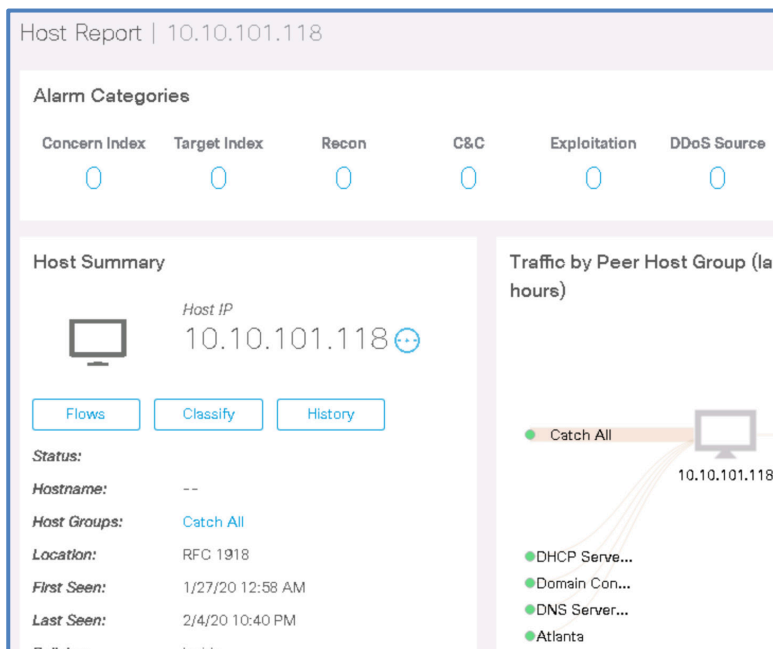 Host Report | 10.10.101.118
Alarm Categories
Concern Index Target Index Recon C&C Exploitation DDoS Source
0 0 0 0 0 0
Host Summary
Host IP
10.10.101.118
Flows Classify History
Status:
Hostname: --
Host Groups: Catch All
Location: RFC 1918
First Seen: 1/27/20 12:58 AM
Last Seen: 2/4/20 10:40 PM
Traffic by Peer Host Group (la
hours)
Catch All
10.10.101.118
DHCP Serve...
Domain Con...
DNS Server...
Atlanta